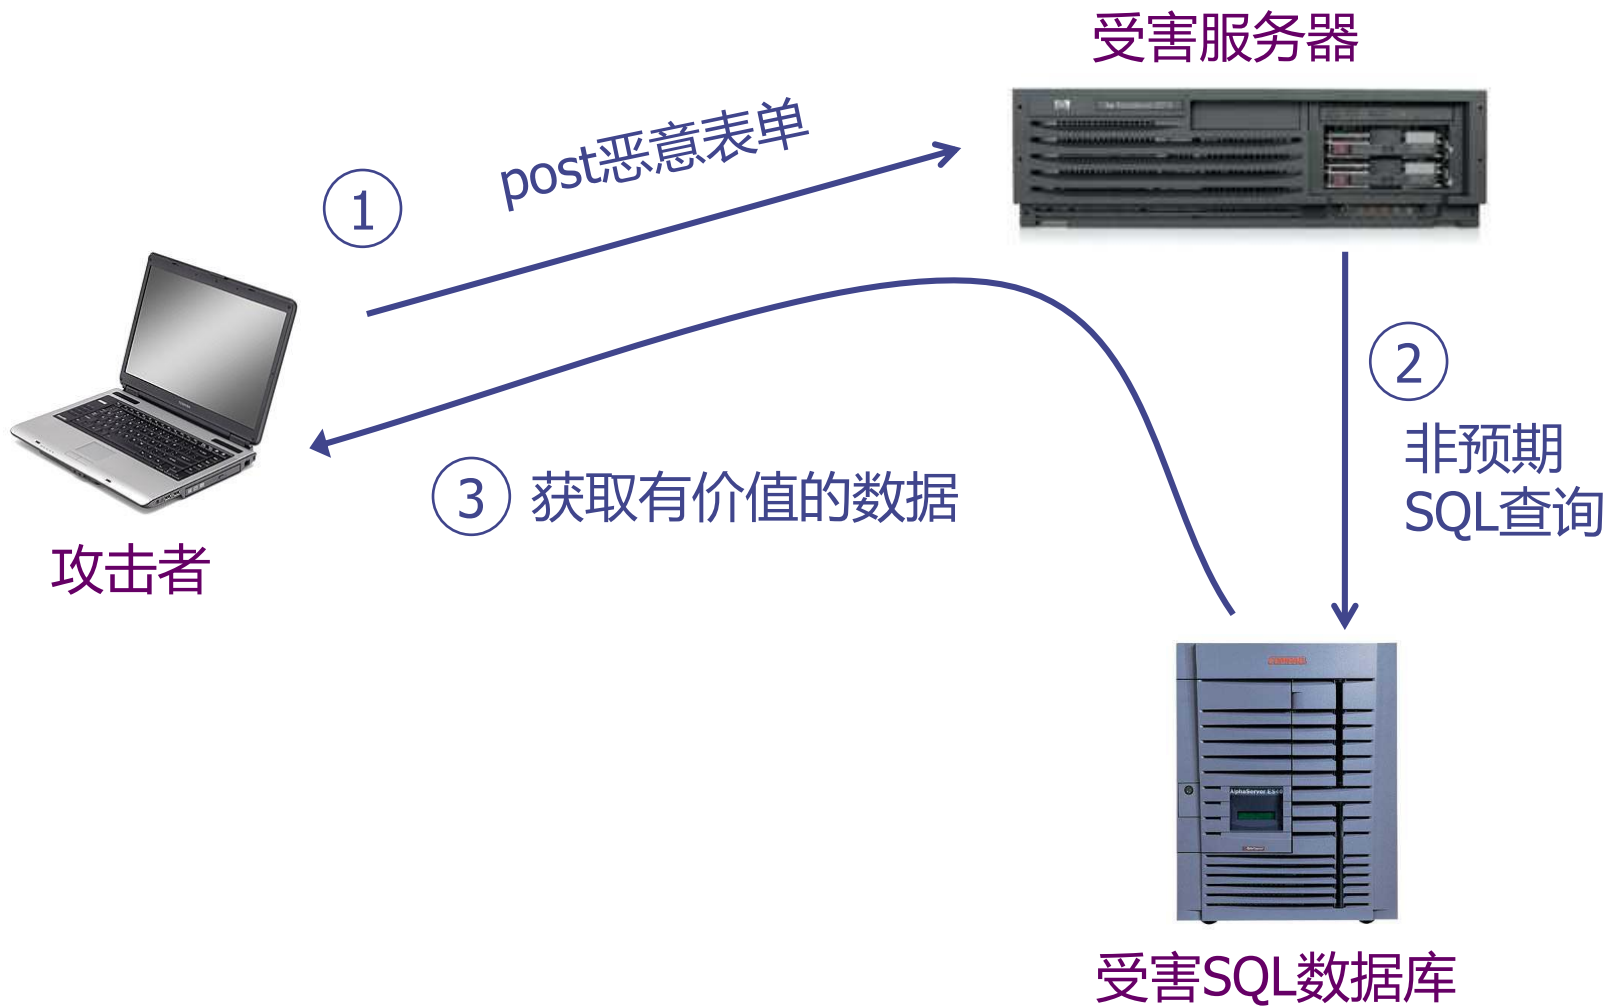 受害服务器
post恶意表单
1
2
非预期
SQL查询
3 获取有价值的数据
攻击者
COMPAQ
受害SQL数据库